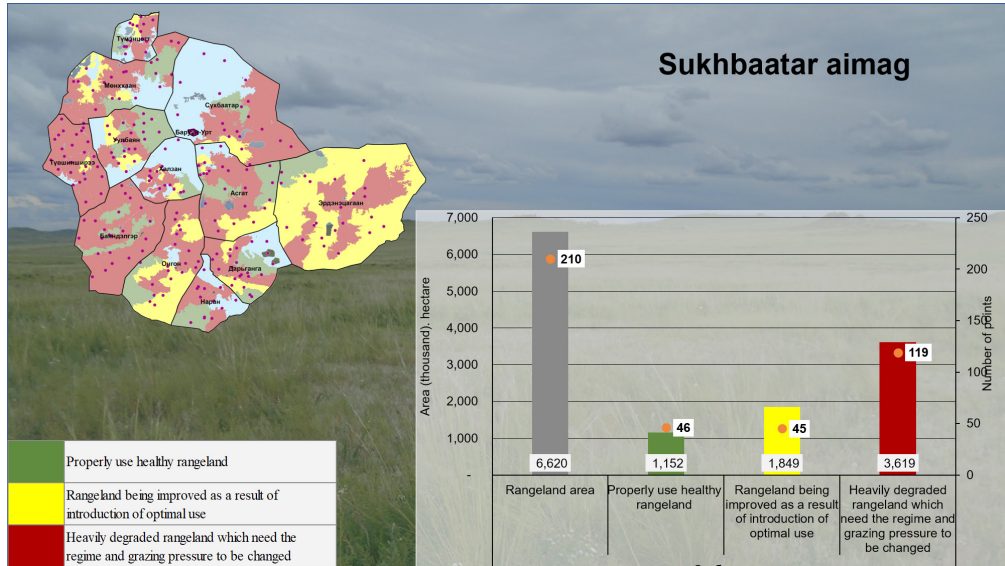 Sukhbaatar aimag
Түмэнцогт
Мөнххаан
Сүхбаатар
Баруун-Урт
Уулбаян
Түвшинширээ
Халзан
Асгат
Эрдэнэцагаан
Баяндэлгэр
Онгон
Дарьганга
Наран
Properly use healthy rangeland
Rangeland being improved as a result of
introduction of optimal use
Heavily degraded rangeland which need the
regime and grazing pressure to be changed
Area (thousand). hectare
7,000
6,000
5,000
4,000
3,000
2,000
1,000
-
210
46
45
119
6,620
1,152
1,849
3,619
250
200
150
100
50
0
Number of points
Rangeland area
Properly use healthy
rangeland
Rangeland being
improved as a result
of introduction of
optimal use
Heavily degraded
rangeland which
need the regime and
grazing pressure to
be changed